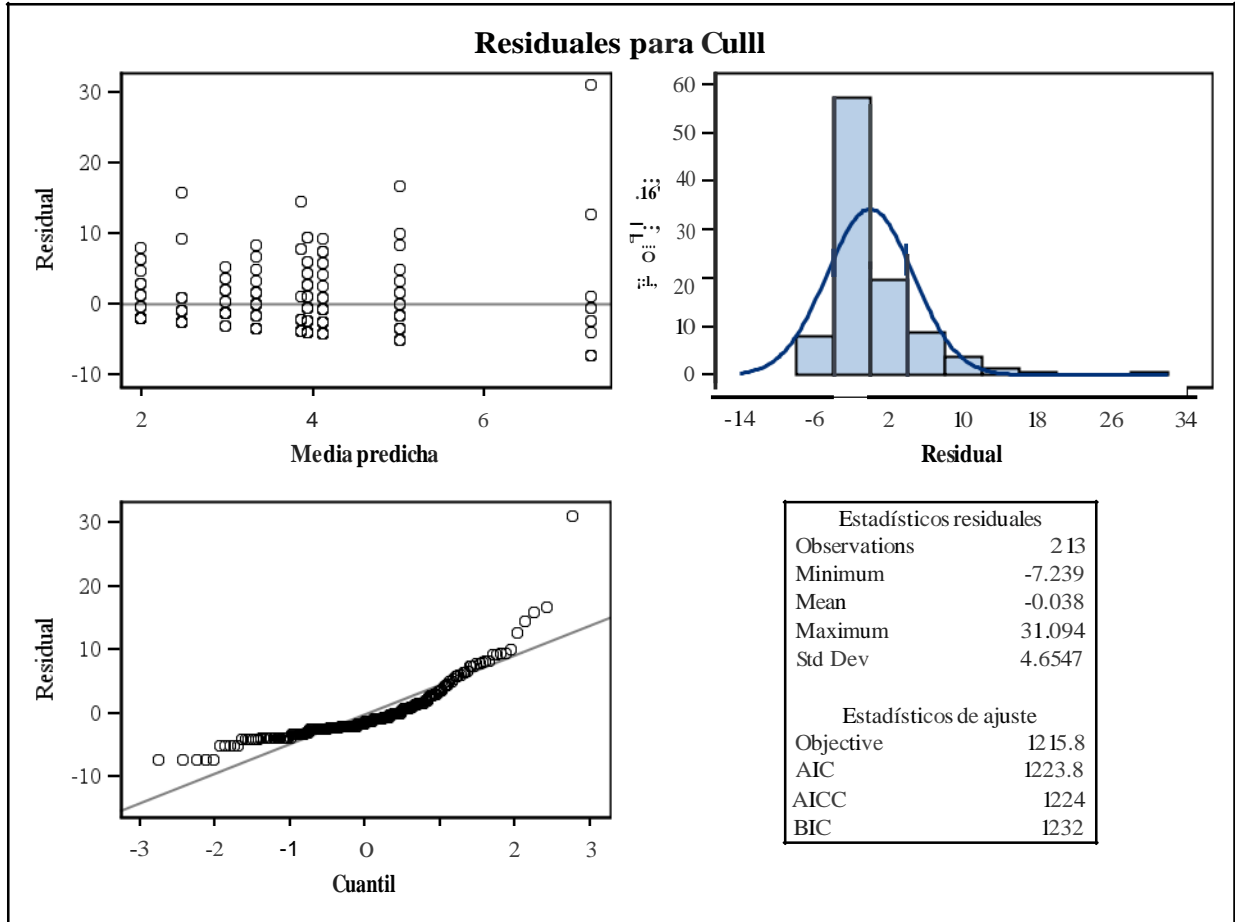 Residuales para Culll
30
20
10
0
-10
Residual
2
4
6
Media predicha
60
50
40
30
20
10
0
.16'
-14
-6
2
10
18
26
34
Residual
30
20
10
0
-10
Residual
-3
-2
-1
O
2
3
Cuantil
Estadísticos residuales
Observations 213
Minimum -7.239
Mean -0.038
Maximum 31.094
Std Dev 4.6547
Estadísticos de ajuste
Objective 1215.8
AIC 1223.8
AICC 1224
BIC 1232